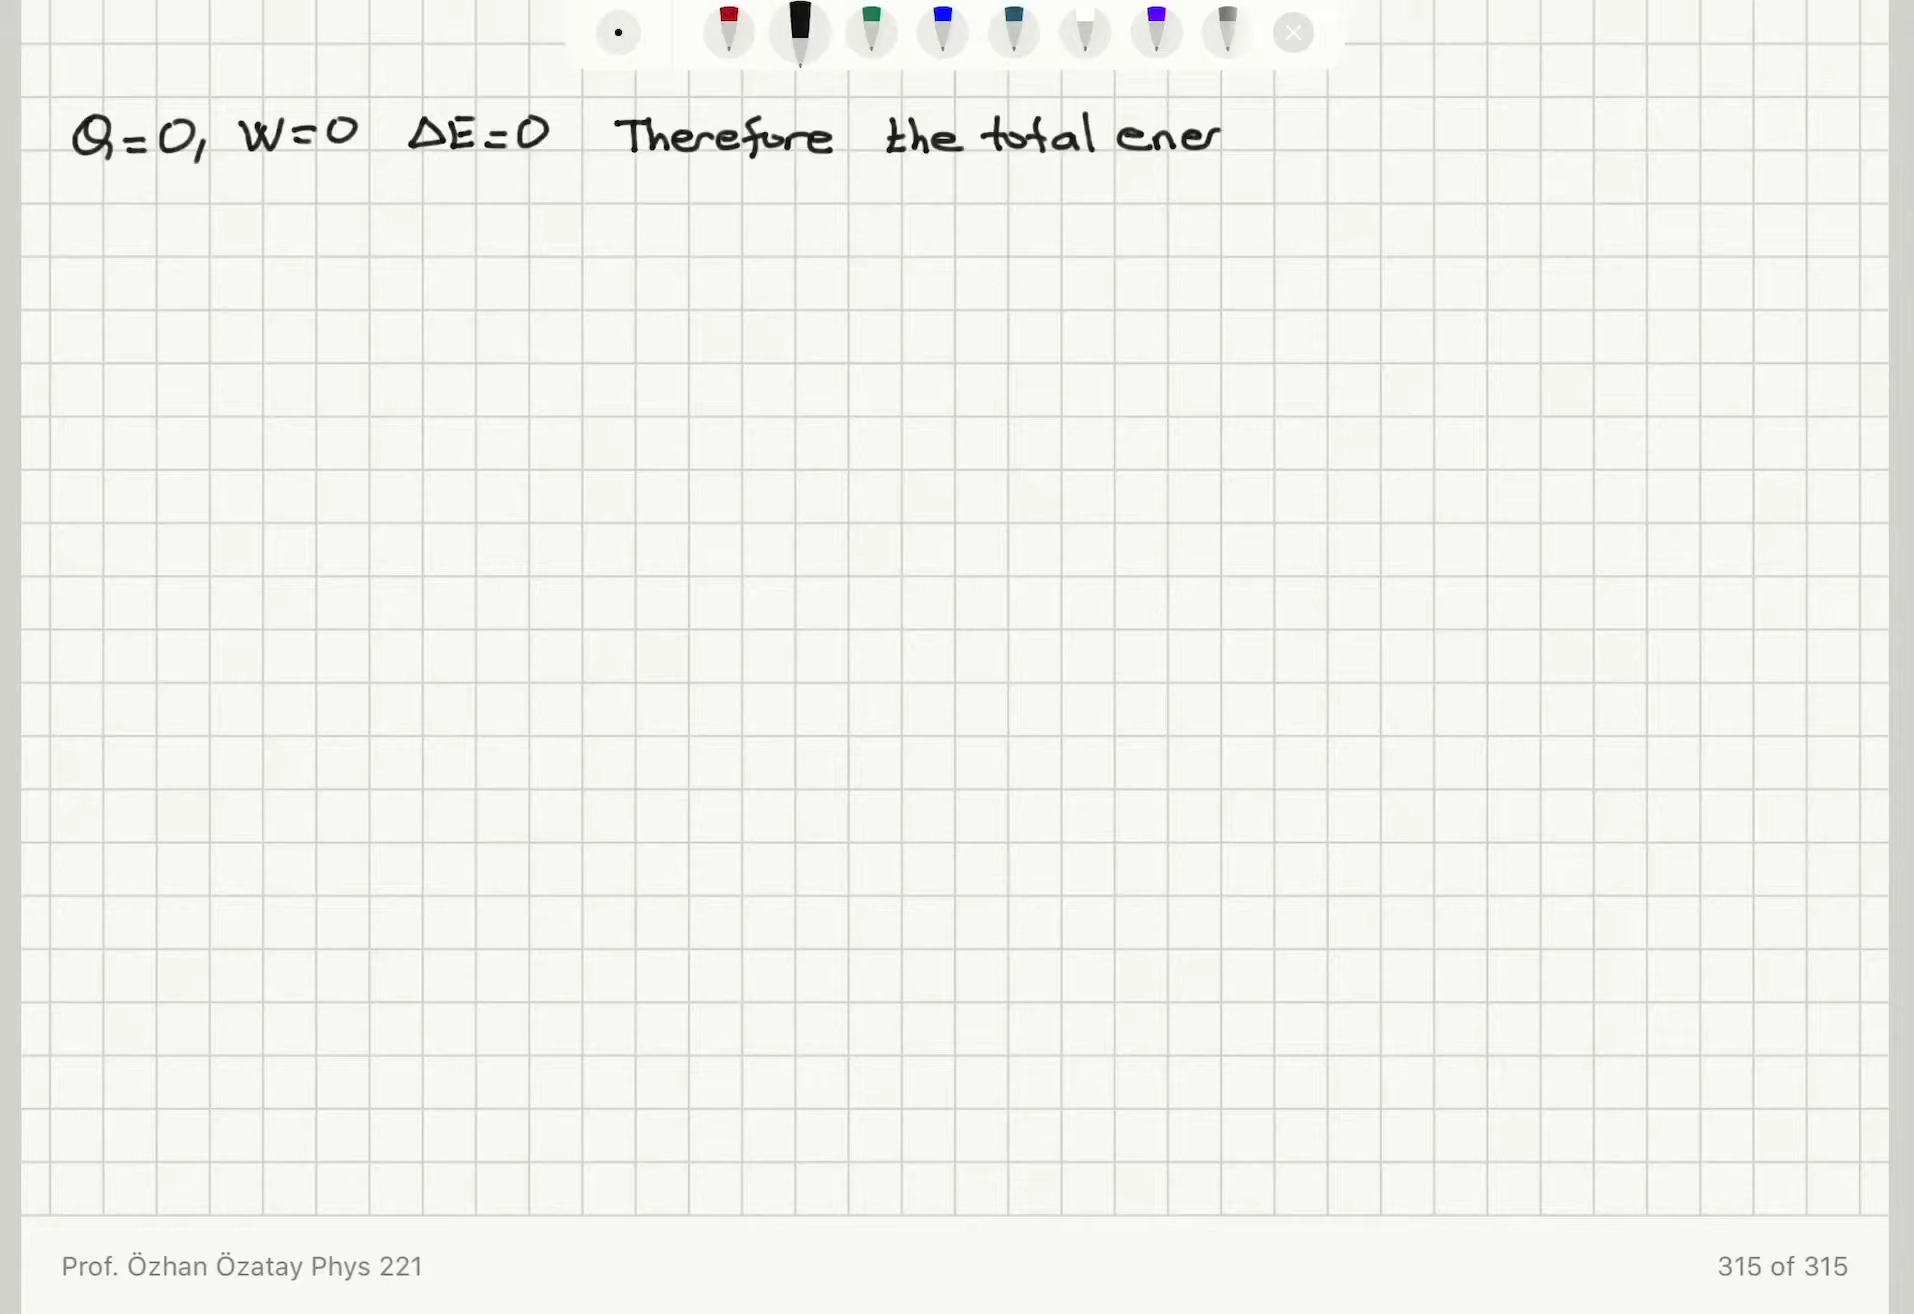 Q=0, W=0 ΔE=0 Therefore the total ener
Prof. Özhan Özatay Phys 221
315 of 315